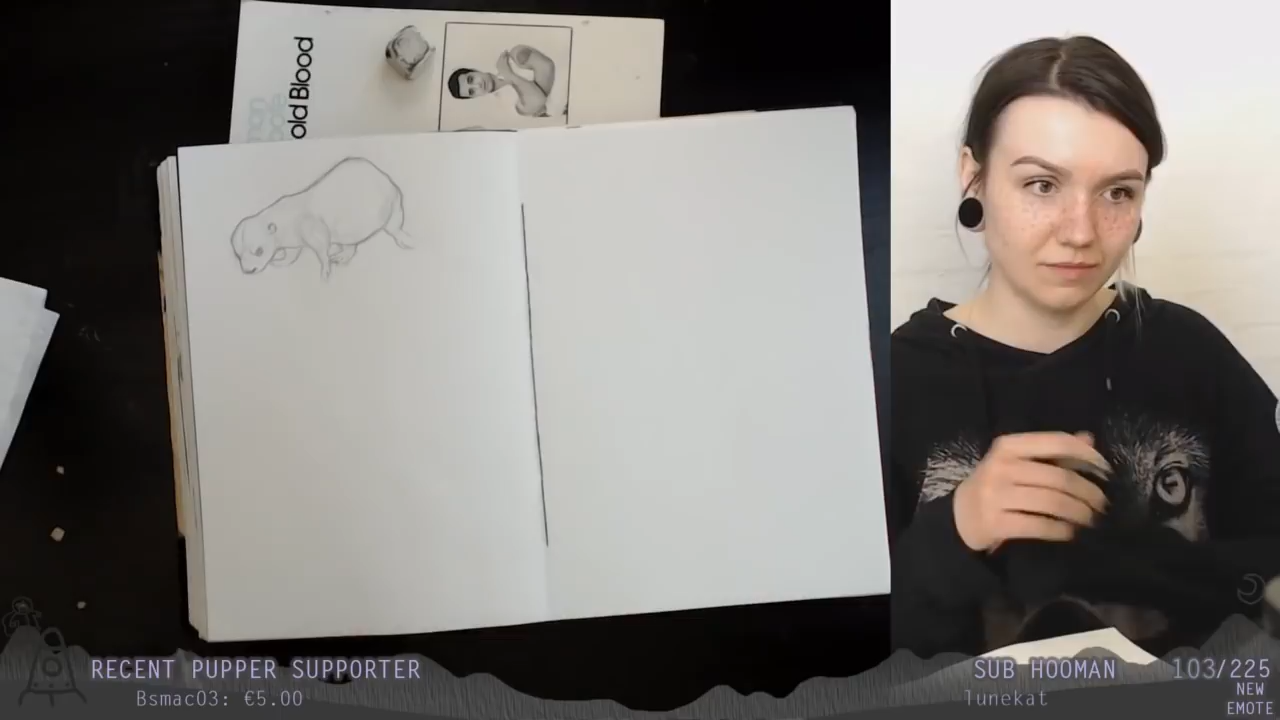 old Blood
RECENT PUPPER SUPPORTER
Bsmac03: €5.00
SUB HOOMAN
lunekat
103/225
NEW
EMOTE